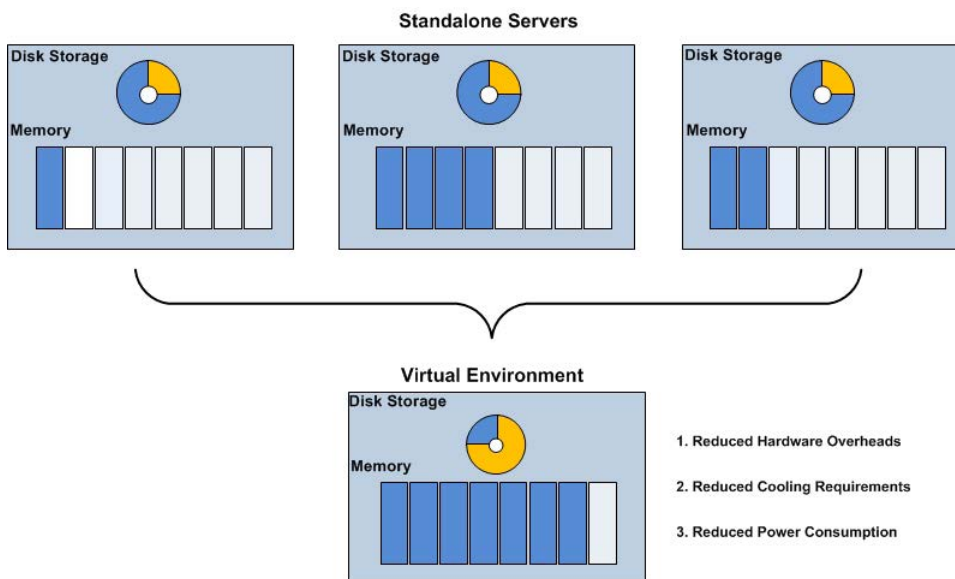 Standalone Servers
Disk Storage
Memory
Disk Storage
Memory
Disk Storage
Memory
Virtual Environment
Disk Storage
Memory
1. Reduced Hardware Overheads
2. Reduced Cooling Requirements
3. Reduced Power Consumption